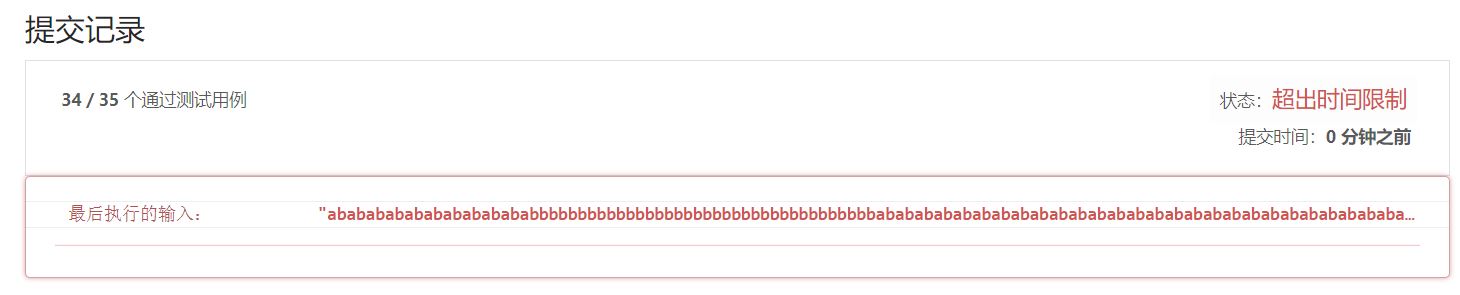 提交记录
34 / 35 个通过测试用例
状态：超出时间限制
提交时间：0 分钟之前
最后执行的输入： "abababababababababababbbbbbbbbbbbbbbbbbbbbbbbbbbbbbbbbbbbababababababababababababababababababababababababababababa...